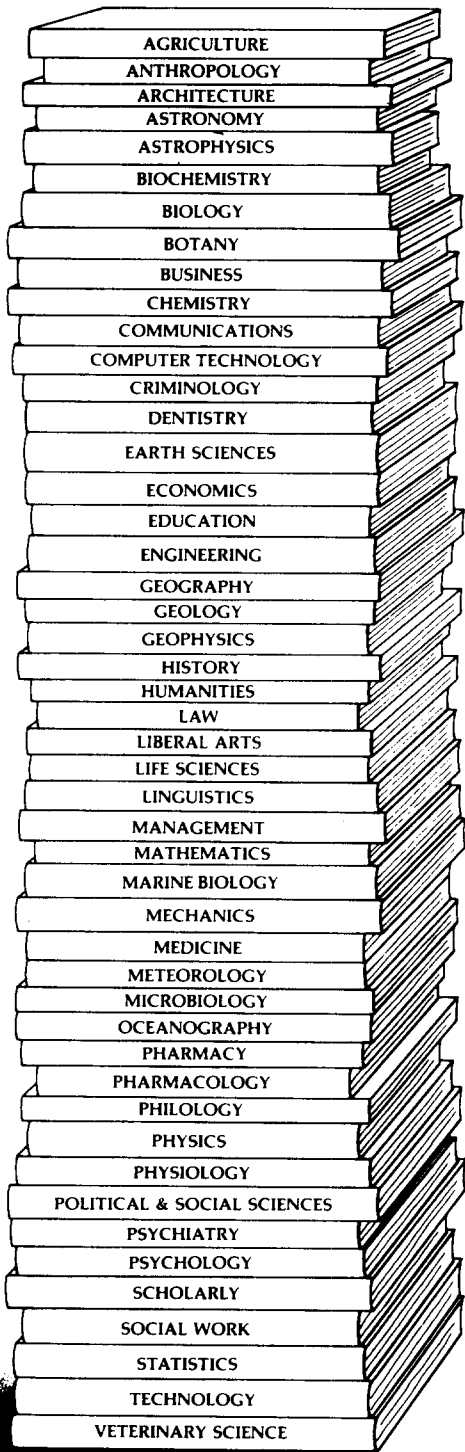 AGRICULTURE
ANTHROPOLOGY
ARCHITECTURE
ASTRONOMY
ASTROPHYSICS
BIOCHEMISTRY
BIOLOGY
BOTANY
BUSINESS
CHEMISTRY
COMMUNICATIONS
COMPUTER TECHNOLOGY
CRIMINOLOGY
DENTISTRY
EARTH SCIENCES
ECONOMICS
EDUCATION
ENGINEERING
GEOGRAPHY
GEOLOGY
GEOPHYSICS
HISTORY
HUMANITIES
LAW
LIBERAL ARTS
LIFE SCIENCES
LINGUISTICS
MANAGEMENT
MATHEMATICS
MARINE BIOLOGY
MECHANICS
MEDICINE
METEOROLOGY
MICROBIOLOGY
OCEANOGRAPHY
PHARMACY
PHARMACOLOGY
PHILOLOGY
PHYSICS
PHYSIOLOGY
POLITICAL & SOCIAL SCIENCES
PSYCHIATRY
PSYCHOLOGY
SCHOLARLY
SOCIAL WORK
STATISTICS
TECHNOLOGY
VETERINARY SCIENCE